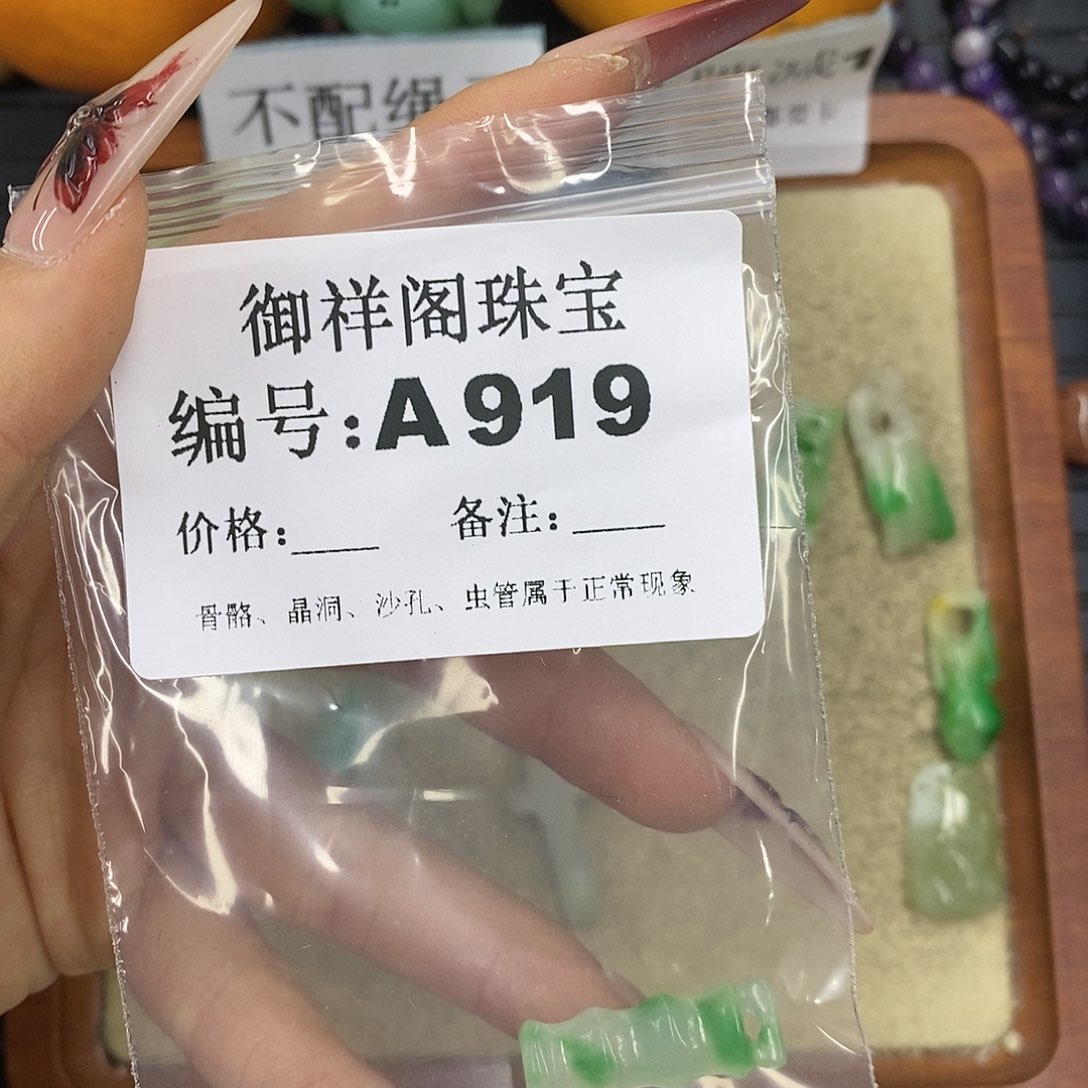 不配绳
御祥阁珠宝
编号:A919
价格:____ 备注:____
骨骼、晶洞、沙孔、虫管属于正常现象